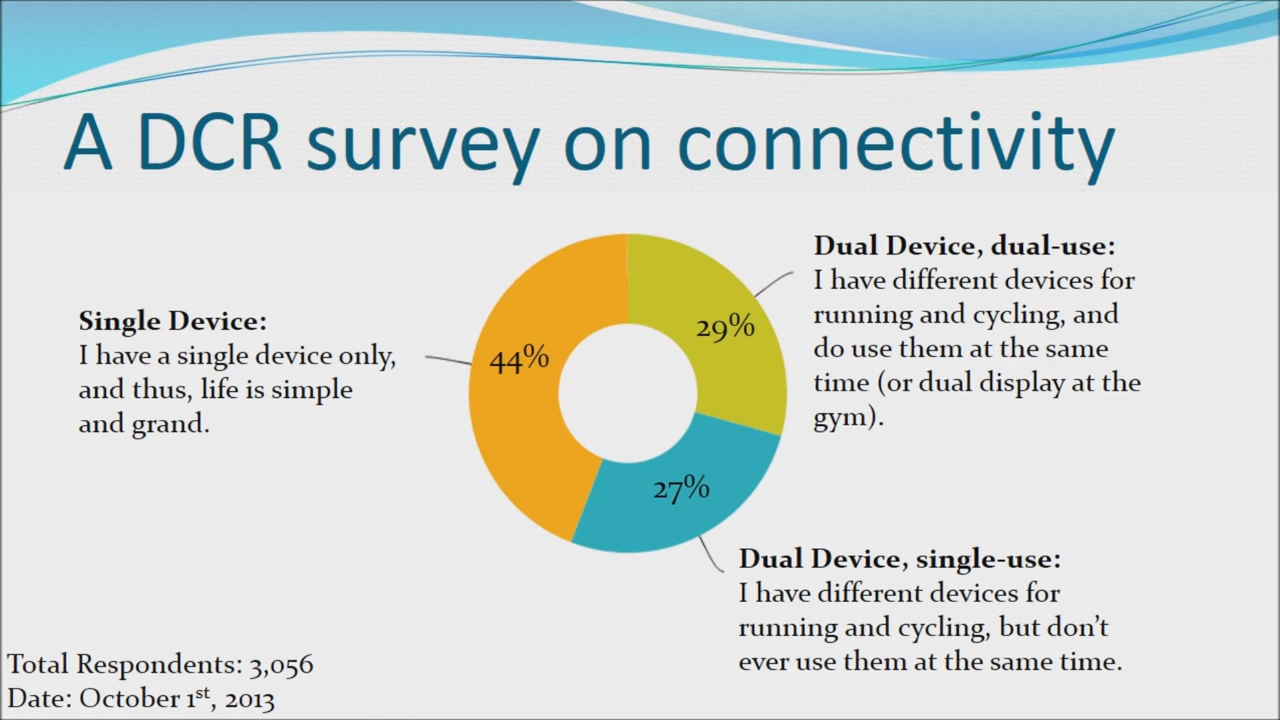 A DCR survey on connectivity
Single Device:
I have a single device only,
and thus, life is simple
and grand.
44%
29%
27%
Dual Device, dual-use:
I have different devices for
running and cycling, and
do use them at the same
time (or dual display at the
gym).
Dual Device, single-use:
I have different devices for
running and cycling, but don’t
ever use them at the same time.
Total Respondents: 3,056
Date: October 1st, 2013